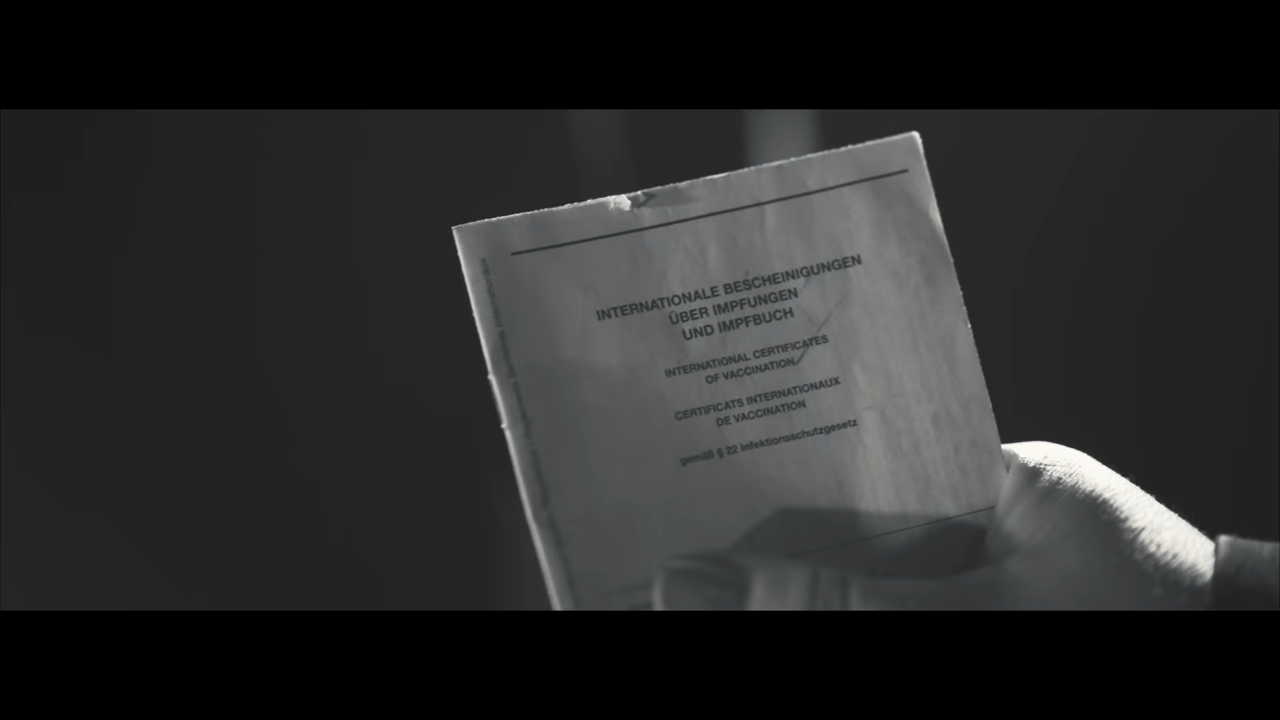 INTERNATIONALE BESCHEINIGUNGEN
ÜBER IMPFUNGEN
UND IMPFBUCH
INTERNATIONAL CERTIFICATES
OF VACCINATION
CERTIFICATS INTERNATIONAUX
DE VACCINATION
gemäß § 22 Infektionsschutzgesetz